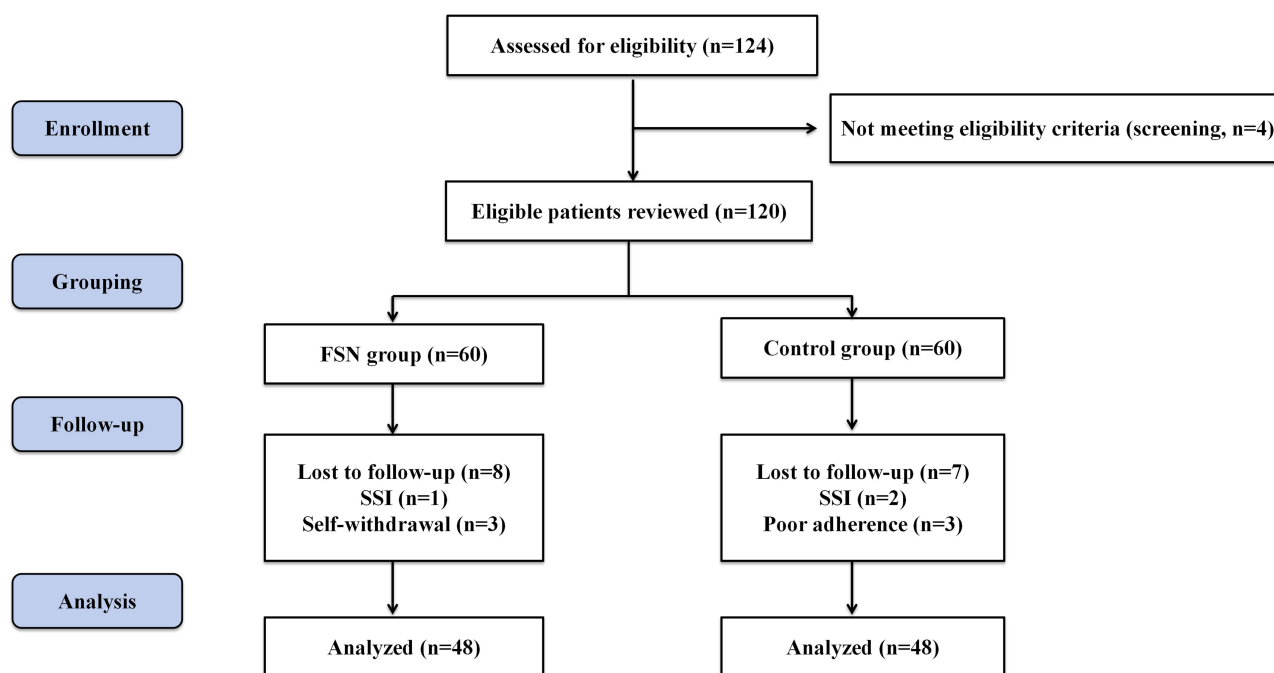 Assessed for eligibility (n=124)
Enrollment
Not meeting eligibility criteria (screening, n=4)
Eligible patients reviewed (n=120)
Grouping
FSN group (n=60)
Control group (n=60)
Follow-up
Lost to follow-up (n=8)
SSI (n=1)
Self-withdrawal (n=3)
Lost to follow-up (n=7)
SSI (n=2)
Poor adherence (n=3)
Analysis
Analyzed (n=48)
Analyzed (n=48)